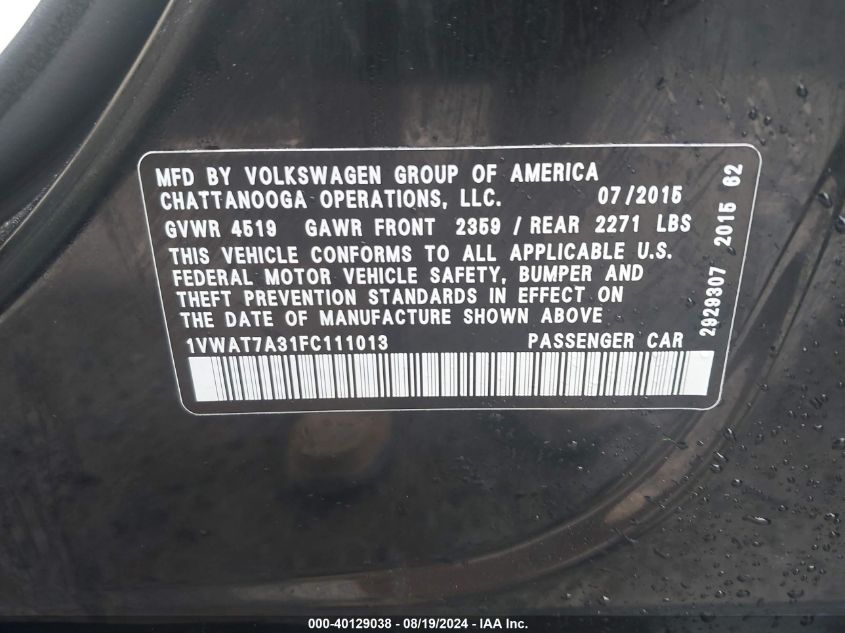 MFD BY VOLKSWAGEN GROUP OF AMERICA
CHATTANOOGA OPERATIONS, LLC. 07/2015
GVWR 4519 GAWR FRONT 2359 / REAR 2271 LBS
THIS VEHICLE CONFORMS TO ALL APPLICABLE U.S.
FEDERAL MOTOR VEHICLE SAFETY, BUMPER AND
THEFT PREVENTION STANDARDS IN EFFECT ON
THE DATE OF MANUFACTURE SHOWN ABOVE
1VWAT7A31FC111013 PASSENGER CAR
2929307 2015 62
000-40129038 - 08/19/2024 - IAA Inc.